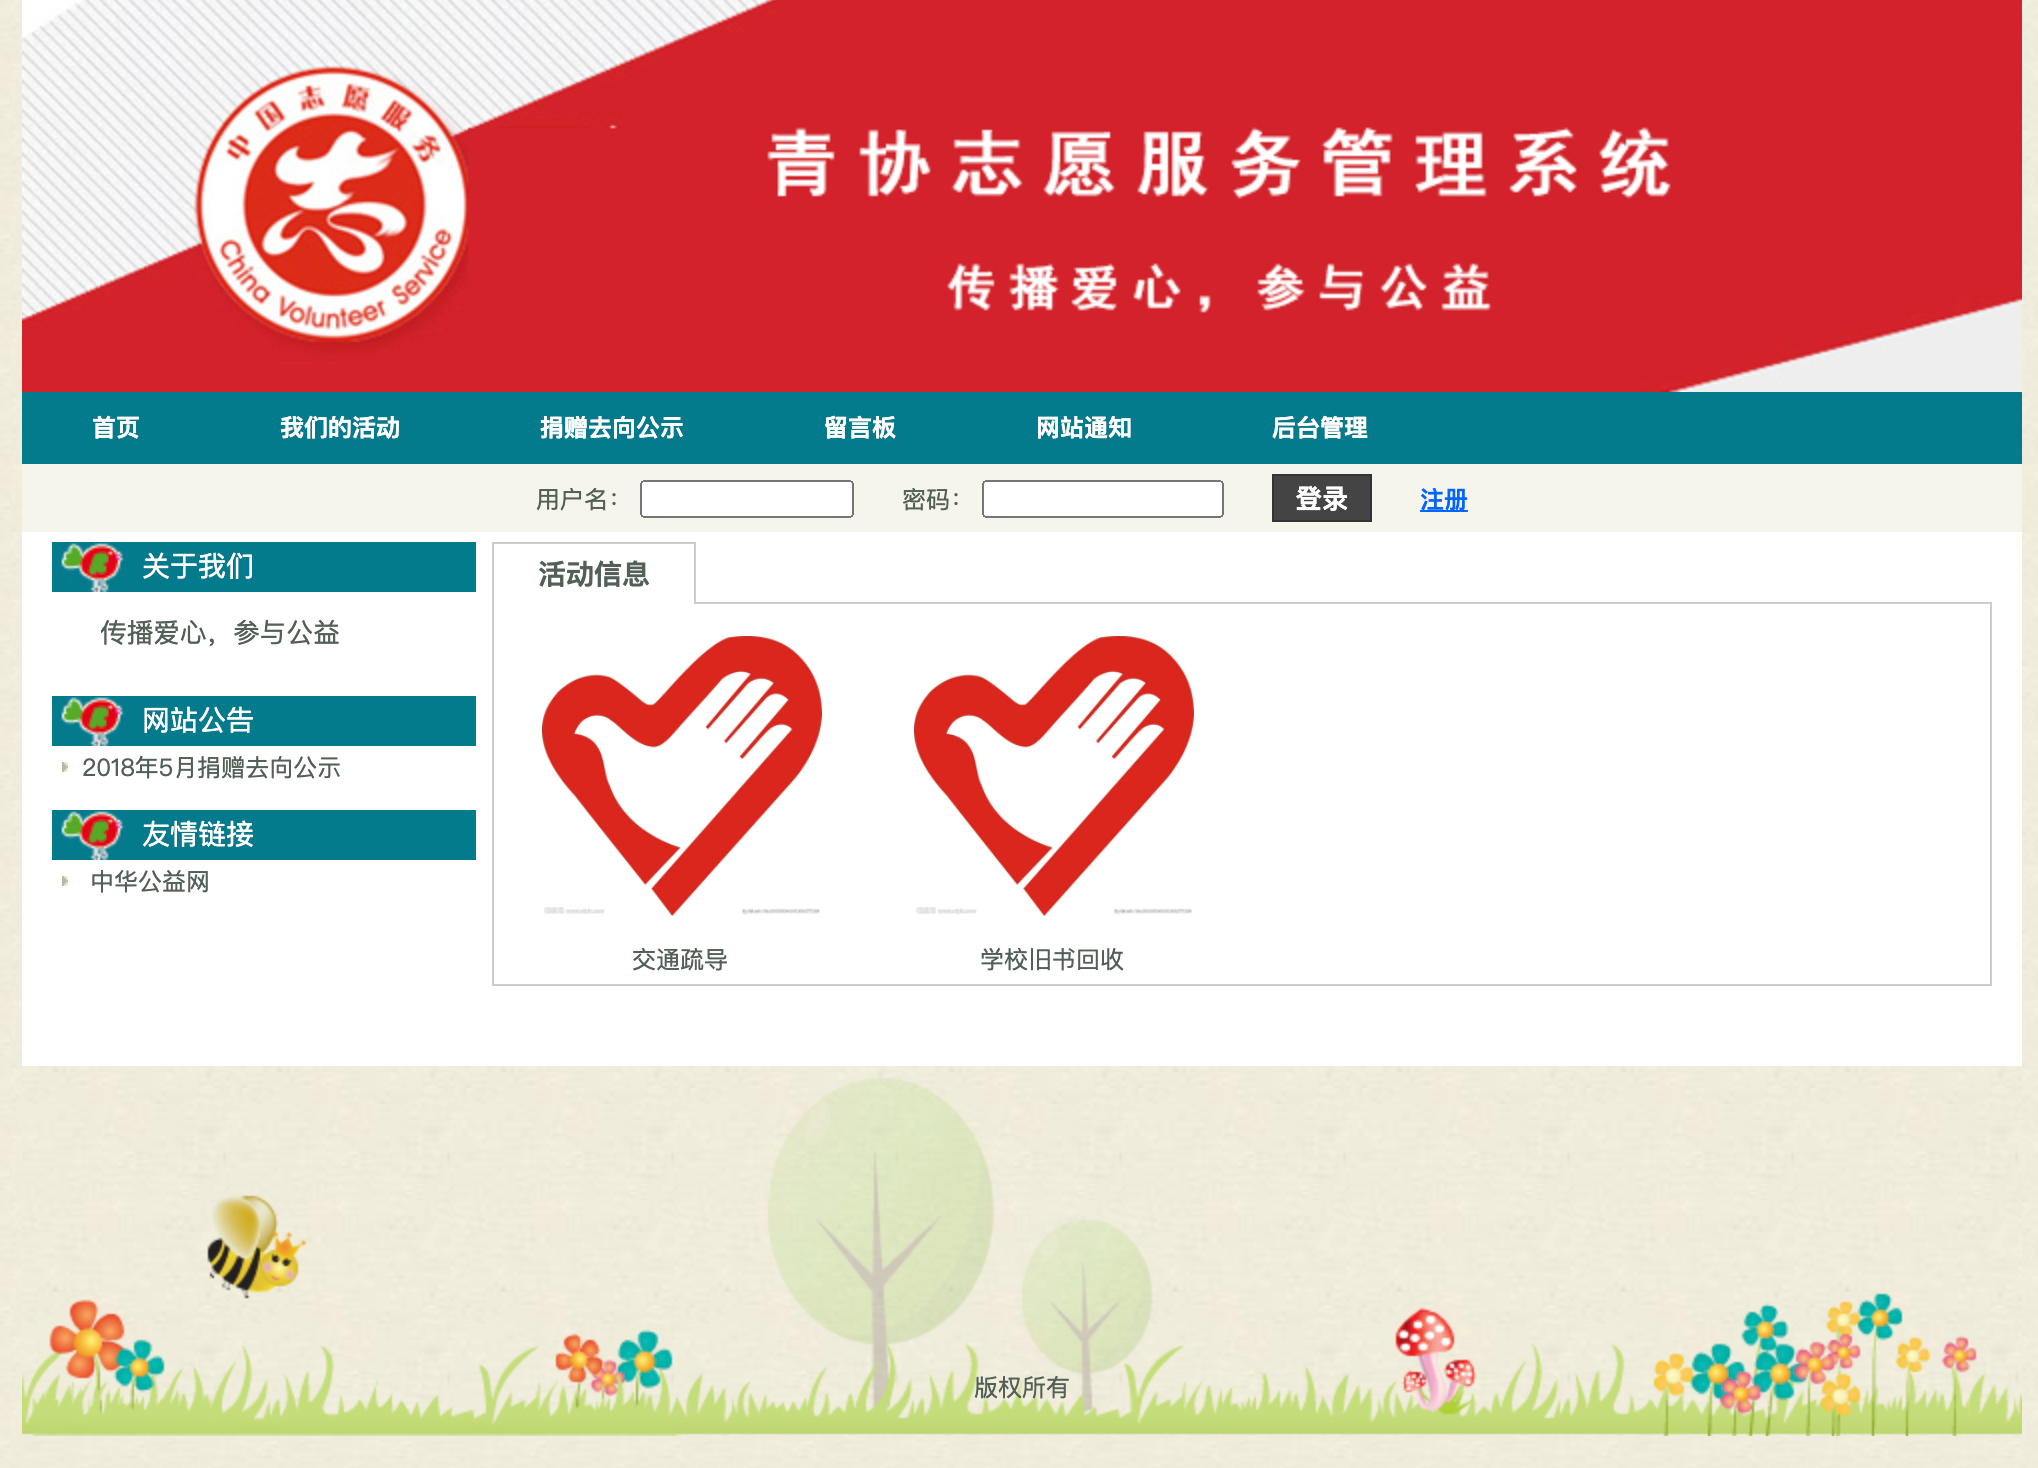 中国志愿服务
China Volunteer Service
青协志愿服务管理系统
传播爱心，参与公益
首页 我们的活动 捐赠去向公示 留言板 网站通知 后台管理
用户名： 密码： 登录 注册
关于我们
传播爱心，参与公益
网站公告
2018年5月捐赠去向公示
友情链接
中华公益网
活动信息
交通疏导 学校旧书回收
版权所有